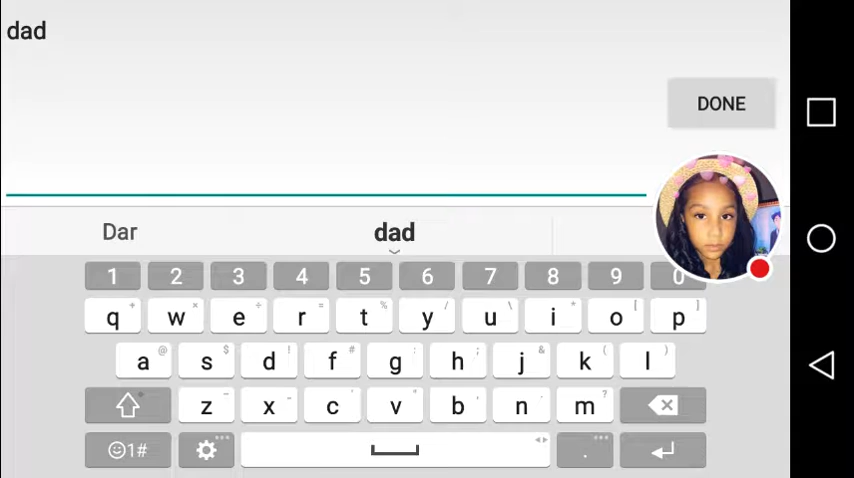 dad
DONE
Dar dad
1 2 3 4 5 6 7 8 9 0
q w e r t y u i o p
a s d f g h j k l
z x c v b n m
1# .